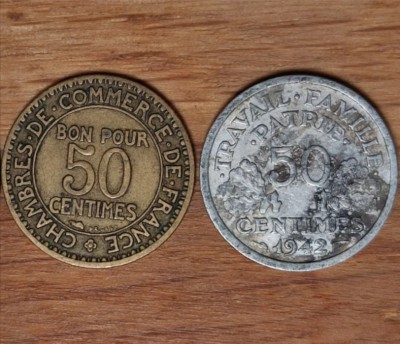 CHAMBRES·DE·COMMERCE·DE·FRANCE
BON POUR
50
CENTIMES
TRAVAIL·FAMILLE
·PATRIE·
50
CENTIMES
1942